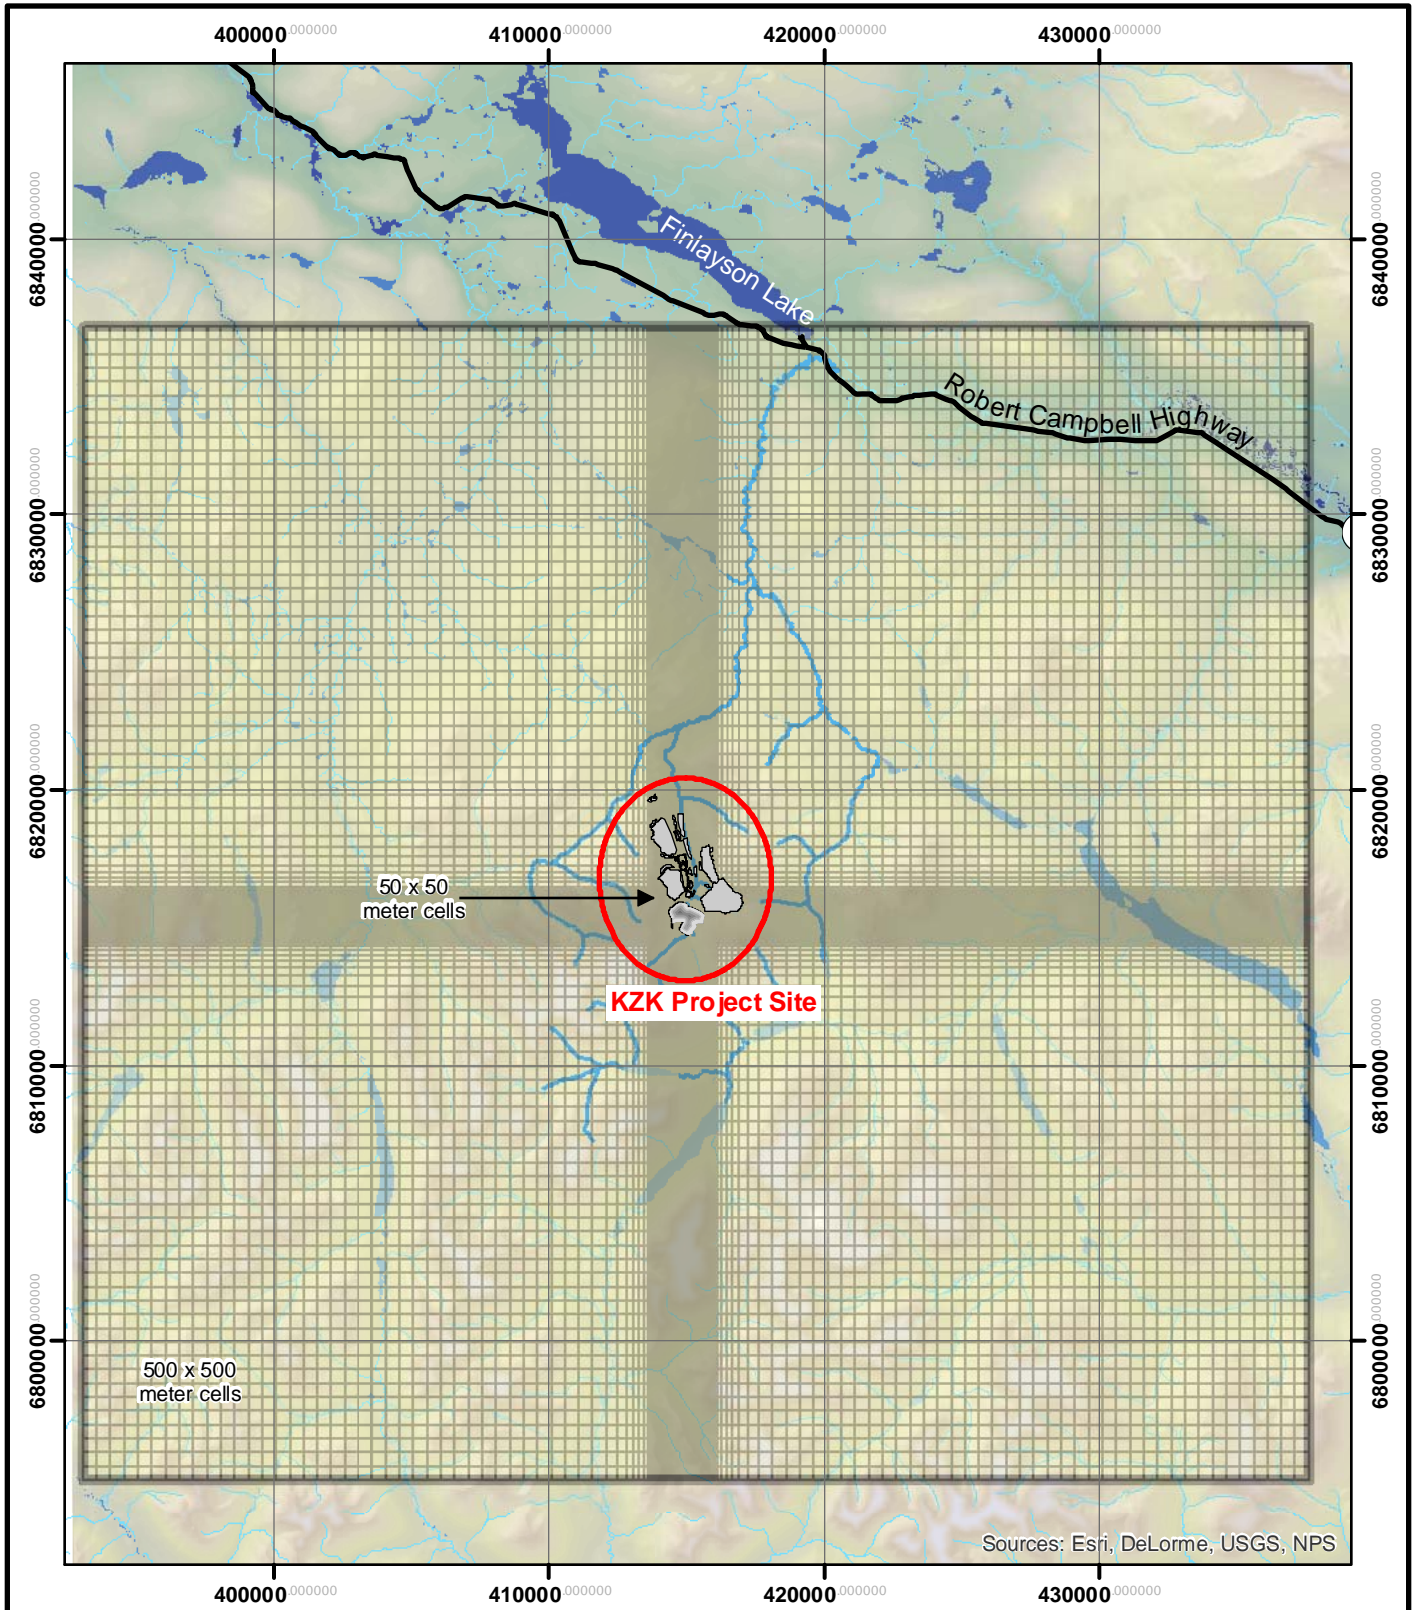 400000.000000 410000.000000 420000.000000 430000.000000
6840000.000000
6840000.000000
Finlayson Lake
Robert Campbell Highway
6830000.000000
6830000.000000
6820000.000000
6820000.000000
50 x 50
meter cells
KZK Project Site
6810000.000000
6810000.000000
6800000.000000
6800000.000000
500 x 500
meter cells
Sources: Esri, DeLorme, USGS, NPS
400000.000000 410000.000000 420000.000000 430000.000000